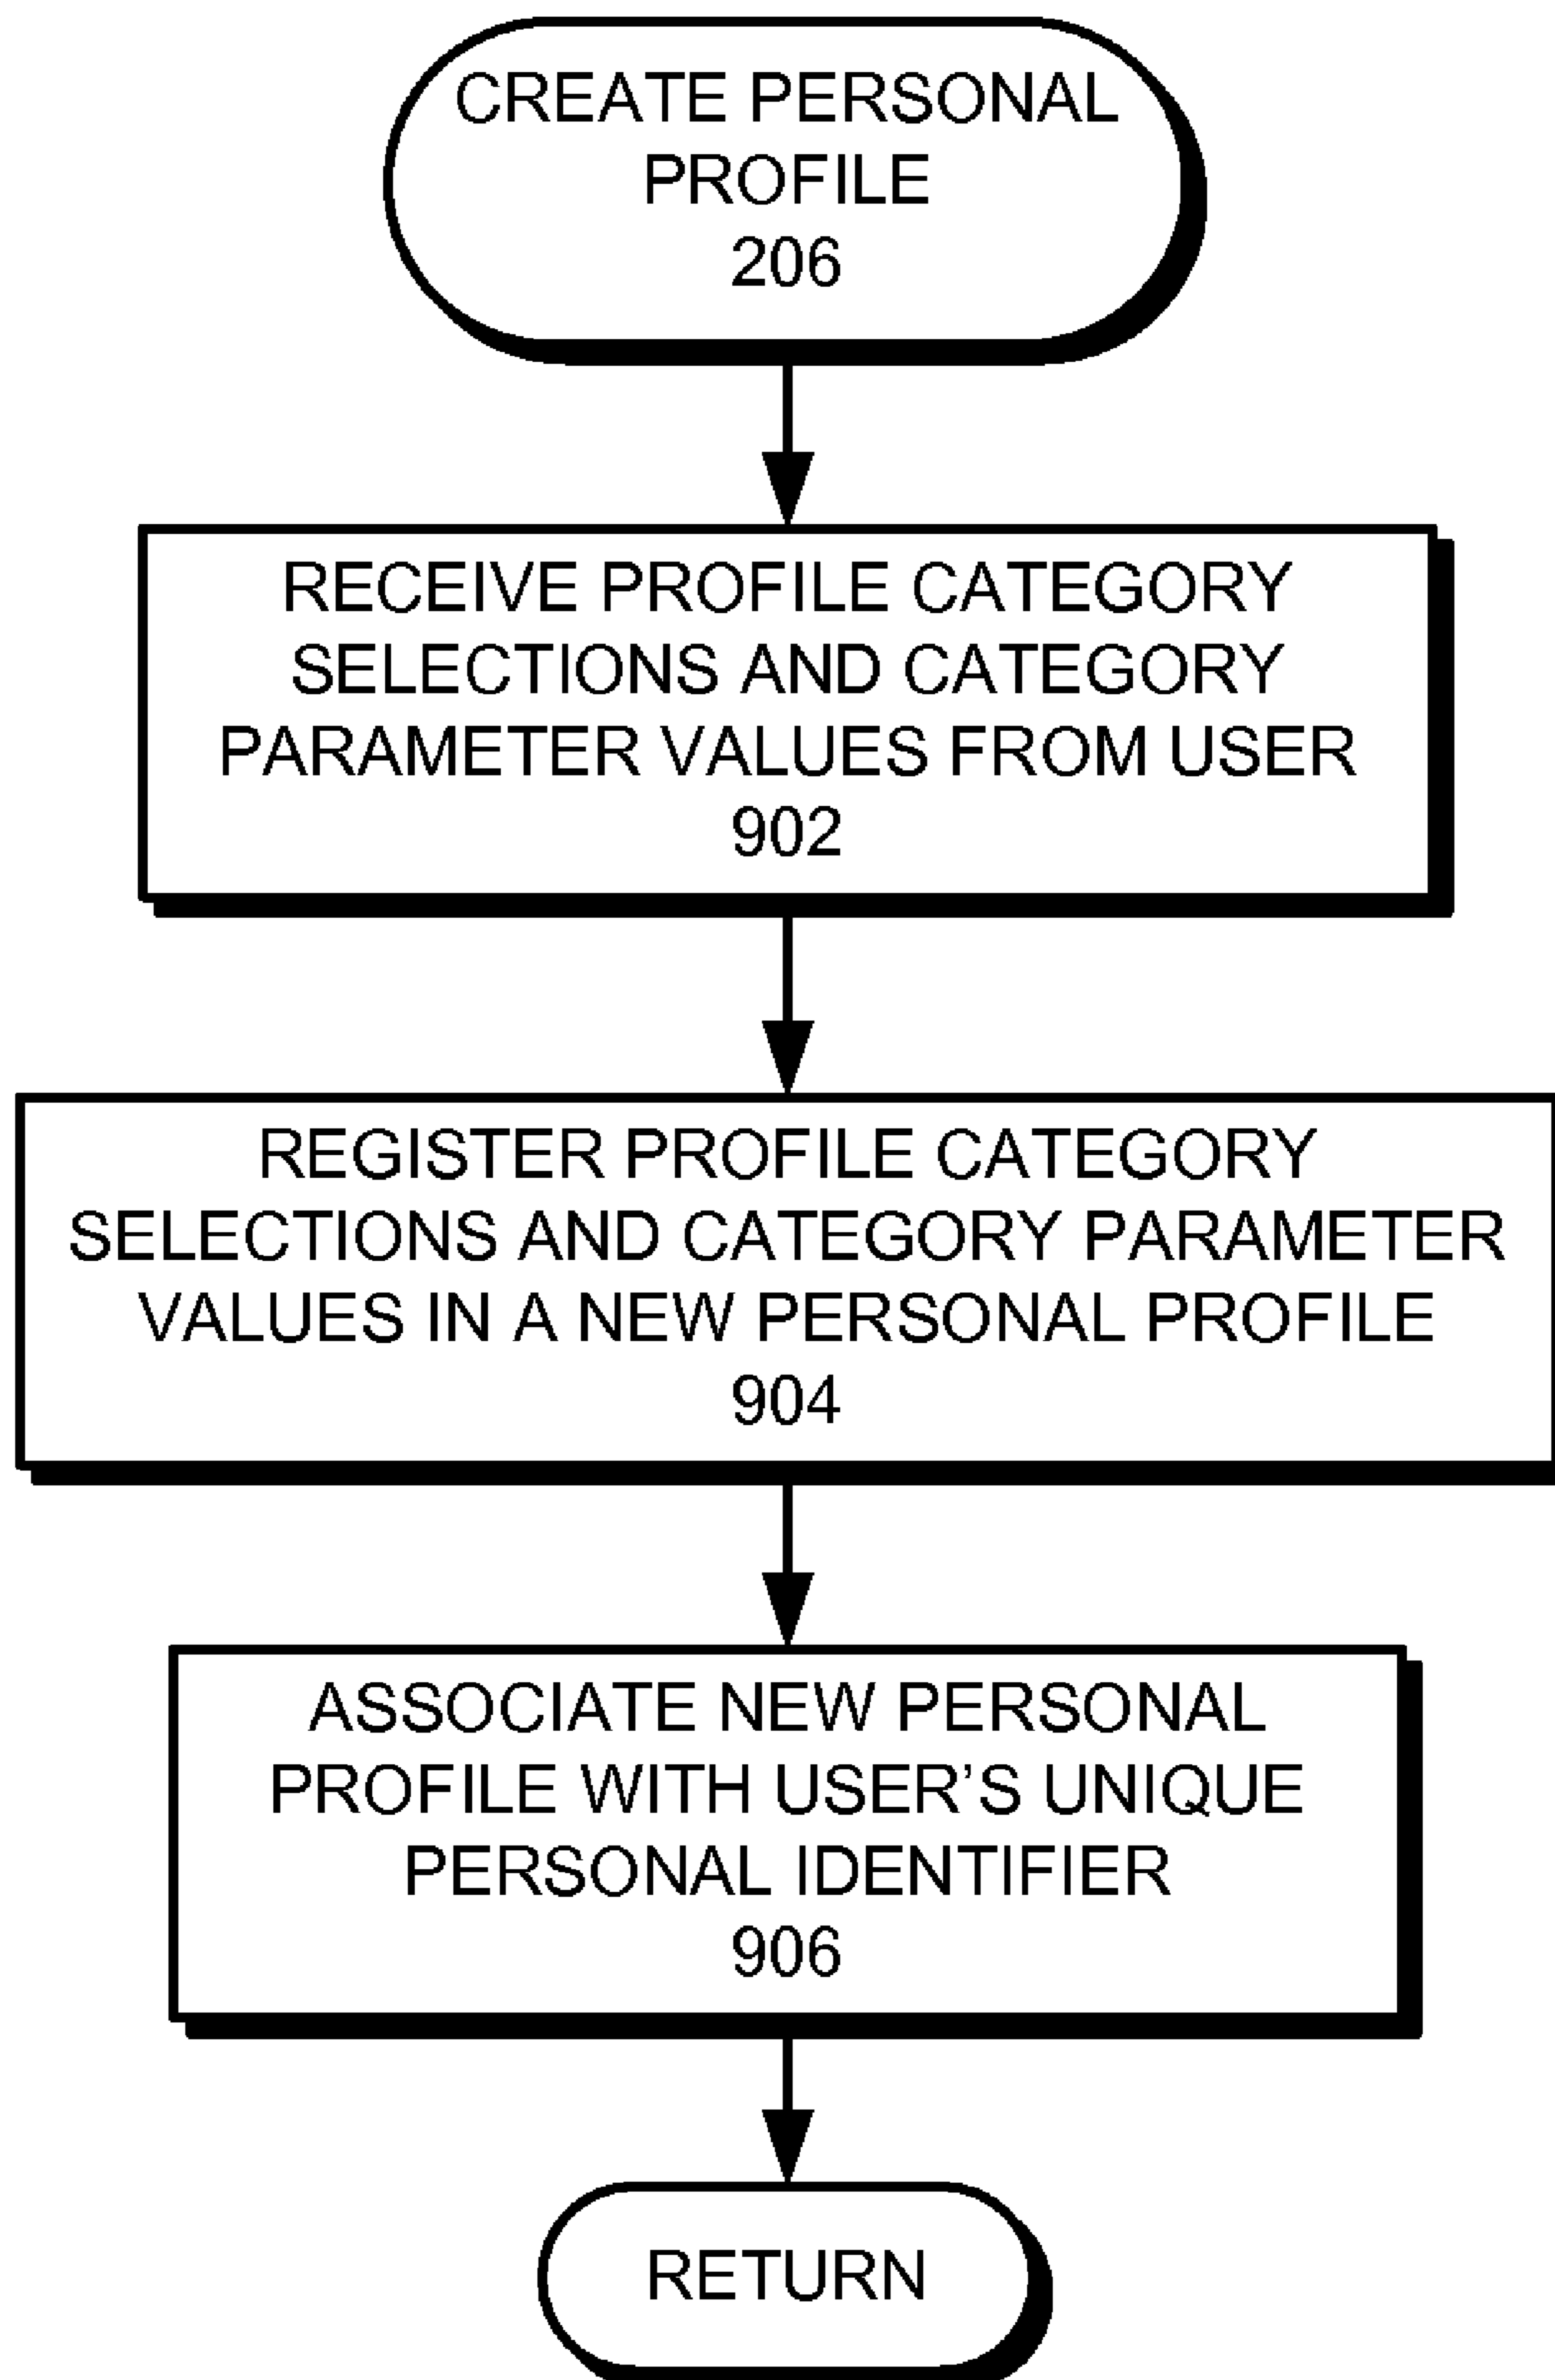 CREATE PERSONAL
PROFILE
206
RECEIVE PROFILE CATEGORY
SELECTIONS AND CATEGORY
PARAMETER VALUES FROM USER
902
REGISTER PROFILE CATEGORY
SELECTIONS AND CATEGORY PARAMETER
VALUES IN A NEW PERSONAL PROFILE
904
ASSOCIATE NEW PERSONAL
PROFILE WITH USER’S UNIQUE
PERSONAL IDENTIFIER
906
RETURN